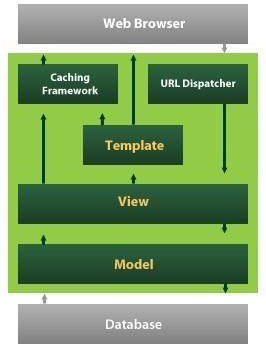 Web Browser
Caching
Framework
URL Dispatcher
Template
View
Model
Database